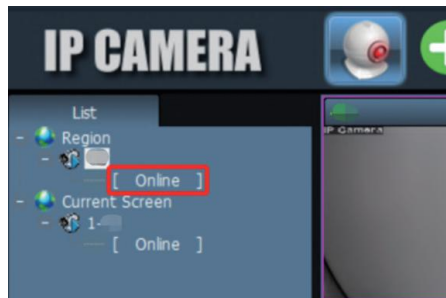 IP CAMERA
List
- Region
-
[ Online ]
- Current Screen
- 1-
[ Online ]
IP Camera